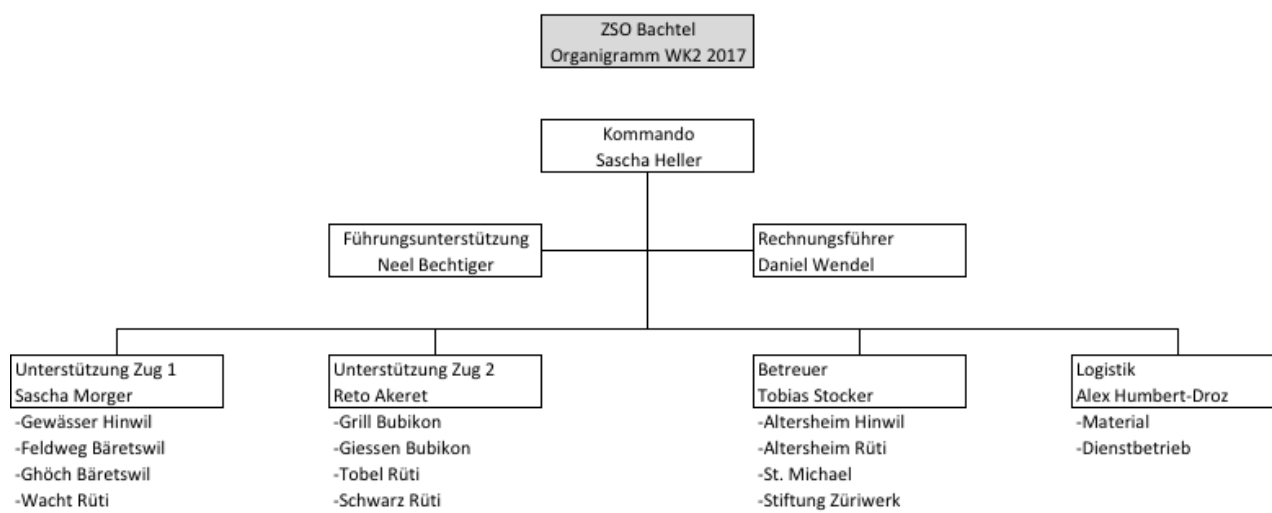 ZSO Bachtel
Organigramm WK2 2017
Kommando
Sascha Heller
Führungsunterstützung
Neel Bechtiger
Rechnungsführer
Daniel Wendel
Unterstützung Zug 1
Sascha Morger
-Gewässer Hinwil
-Feldweg Bäretswil
-Ghöch Bäretswil
-Wacht Rüti
Unterstützung Zug 2
Reto Akeret
-Grill Bubikon
-Giessen Bubikon
-Tobel Rüti
-Schwarz Rüti
Betreuer
Tobias Stocker
-Altersheim Hinwil
-Altersheim Rüti
-St. Michael
-Stiftung Züriwerk
Logistik
Alex Humbert-Droz
-Material
-Dienstbetrieb